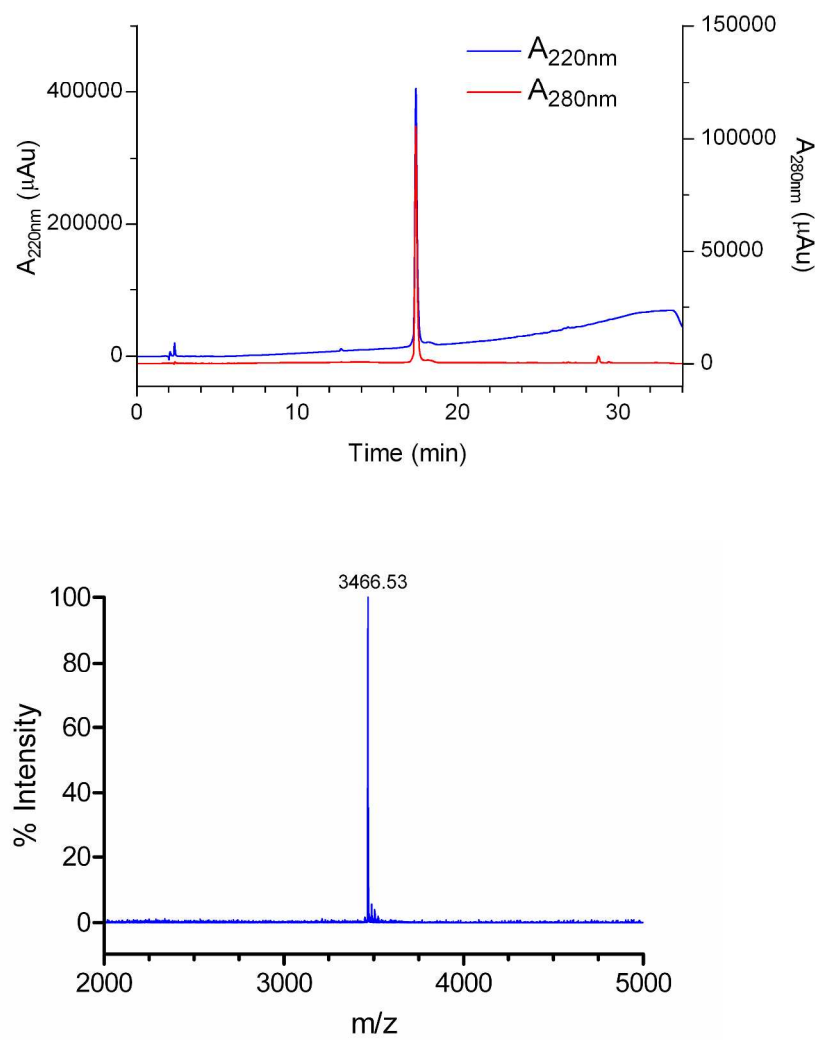 A220nm
A280nm
150000
100000
50000
0
A280nm (μAu)
400000
200000
0
A220nm (μAu)
0 10 20 30
Time (min)
3466.53
100
80
60
40
20
0
% Intensity
2000 3000 4000 5000
m/z